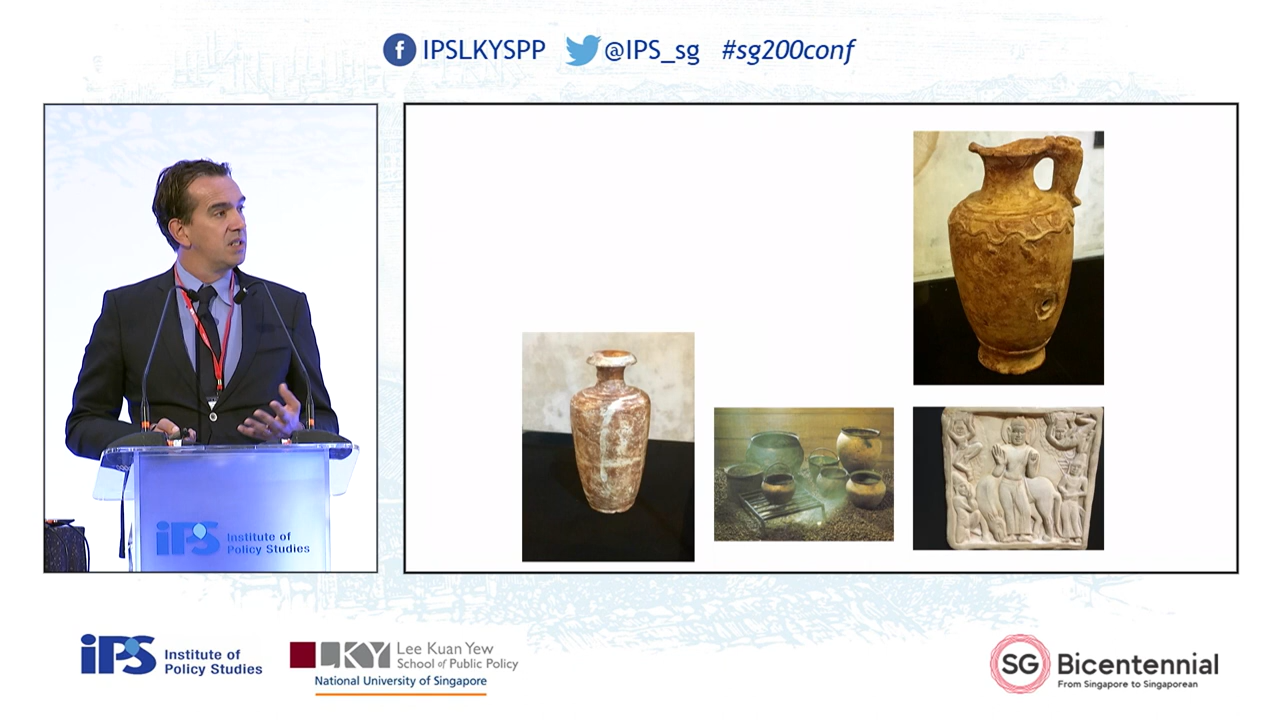 IPSLKYSPP @IPS_sg #sg200conf
iPS Institute of
Policy Studies
iPS Institute of
Policy Studies
LKY Lee Kuan Yew
School of Public Policy
National University of Singapore
SG Bicentennial
From Singapore to Singaporean